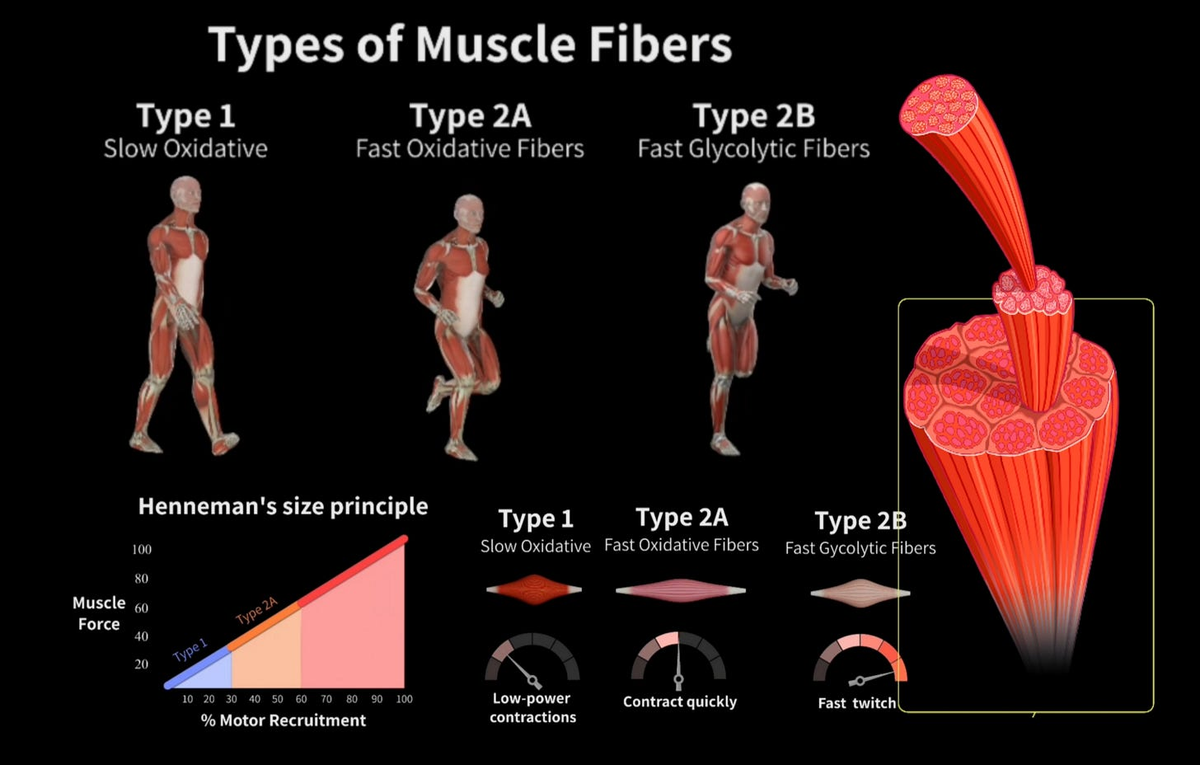 Types of Muscle Fibers
Type 1
Slow Oxidative
Type 2A
Fast Oxidative Fibers
Type 2B
Fast Glycolytic Fibers
Henneman's size principle
100
80
60
40
20
Muscle
Force
Type 1
Type 2A
10 20 30 40 50 60 70 80 90 100
% Motor Recruitment
Type 1
Slow Oxidative
Low-power
contractions
Type 2A
Fast Oxidative Fibers
Contract quickly
Type 2B
Fast Gycolytic Fibers
Fast twitch